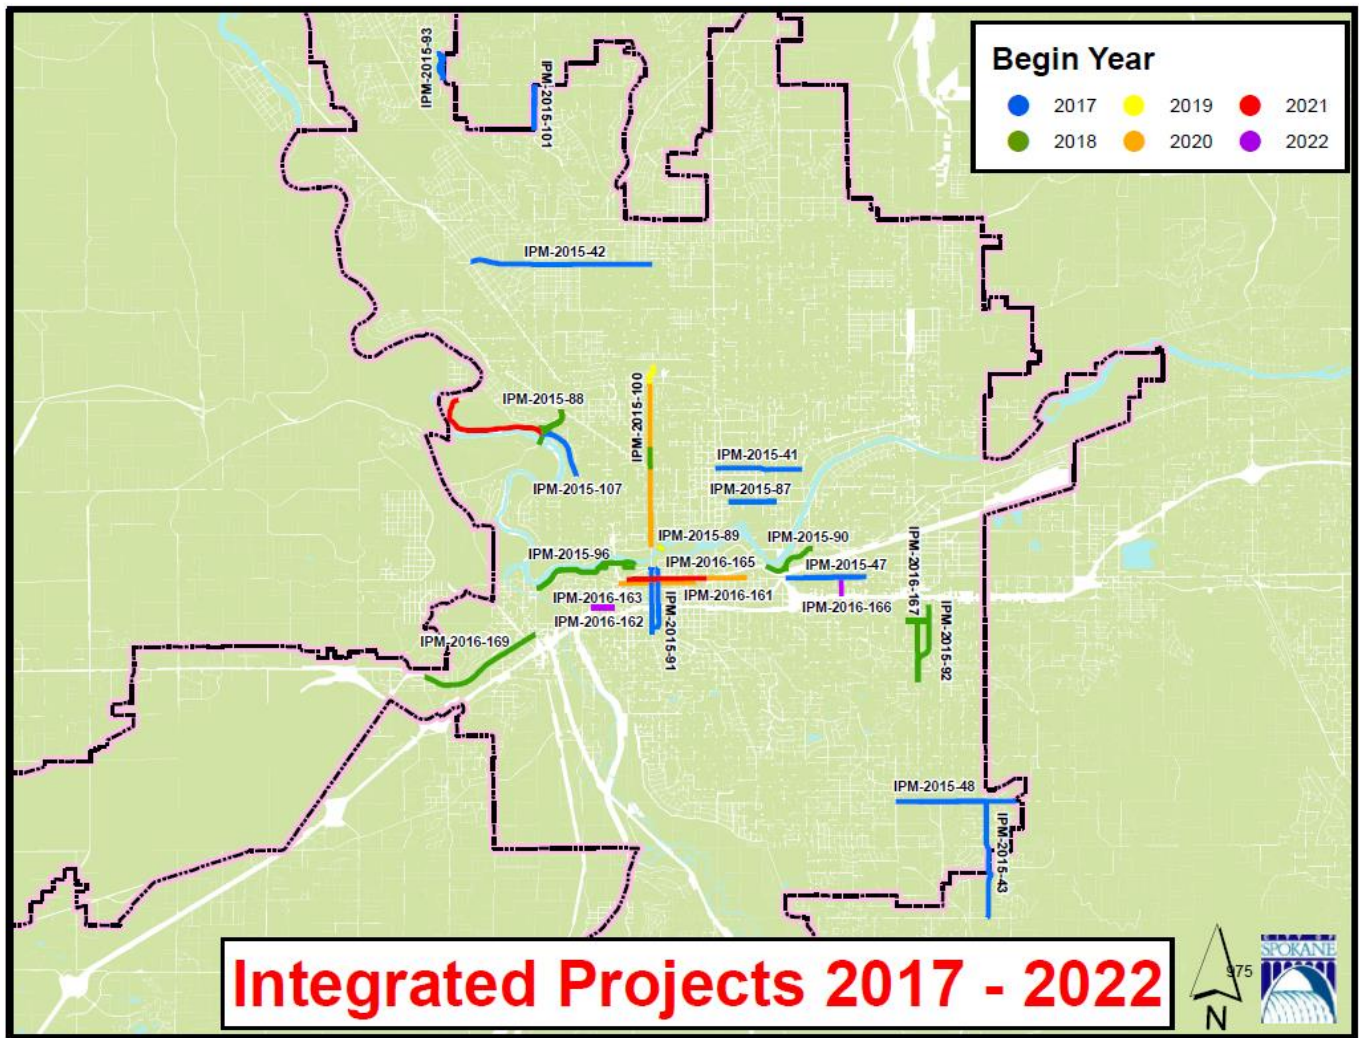 Begin Year
2017
2019
2021
2018
2020
2022
IPM-2015-93
IPM-2015-101
IPM-2015-42
IPM-2015-100
IPM-2015-88
IPM-2015-41
IPM-2015-107
IPM-2015-87
IPM-2015-89
IPM-2015-90
IPM-2015-96
IPM-2016-165
IPM-2015-47
IPM-2016-167
IPM-2016-163
IPM-2016-161
IPM-2016-166
IPM-2016-162
IPM-2015-91
IPM-2015-92
IPM-2016-169
IPM-2015-48
IPM-2015-43
Integrated Projects 2017 - 2022
975
N
SPOKANE